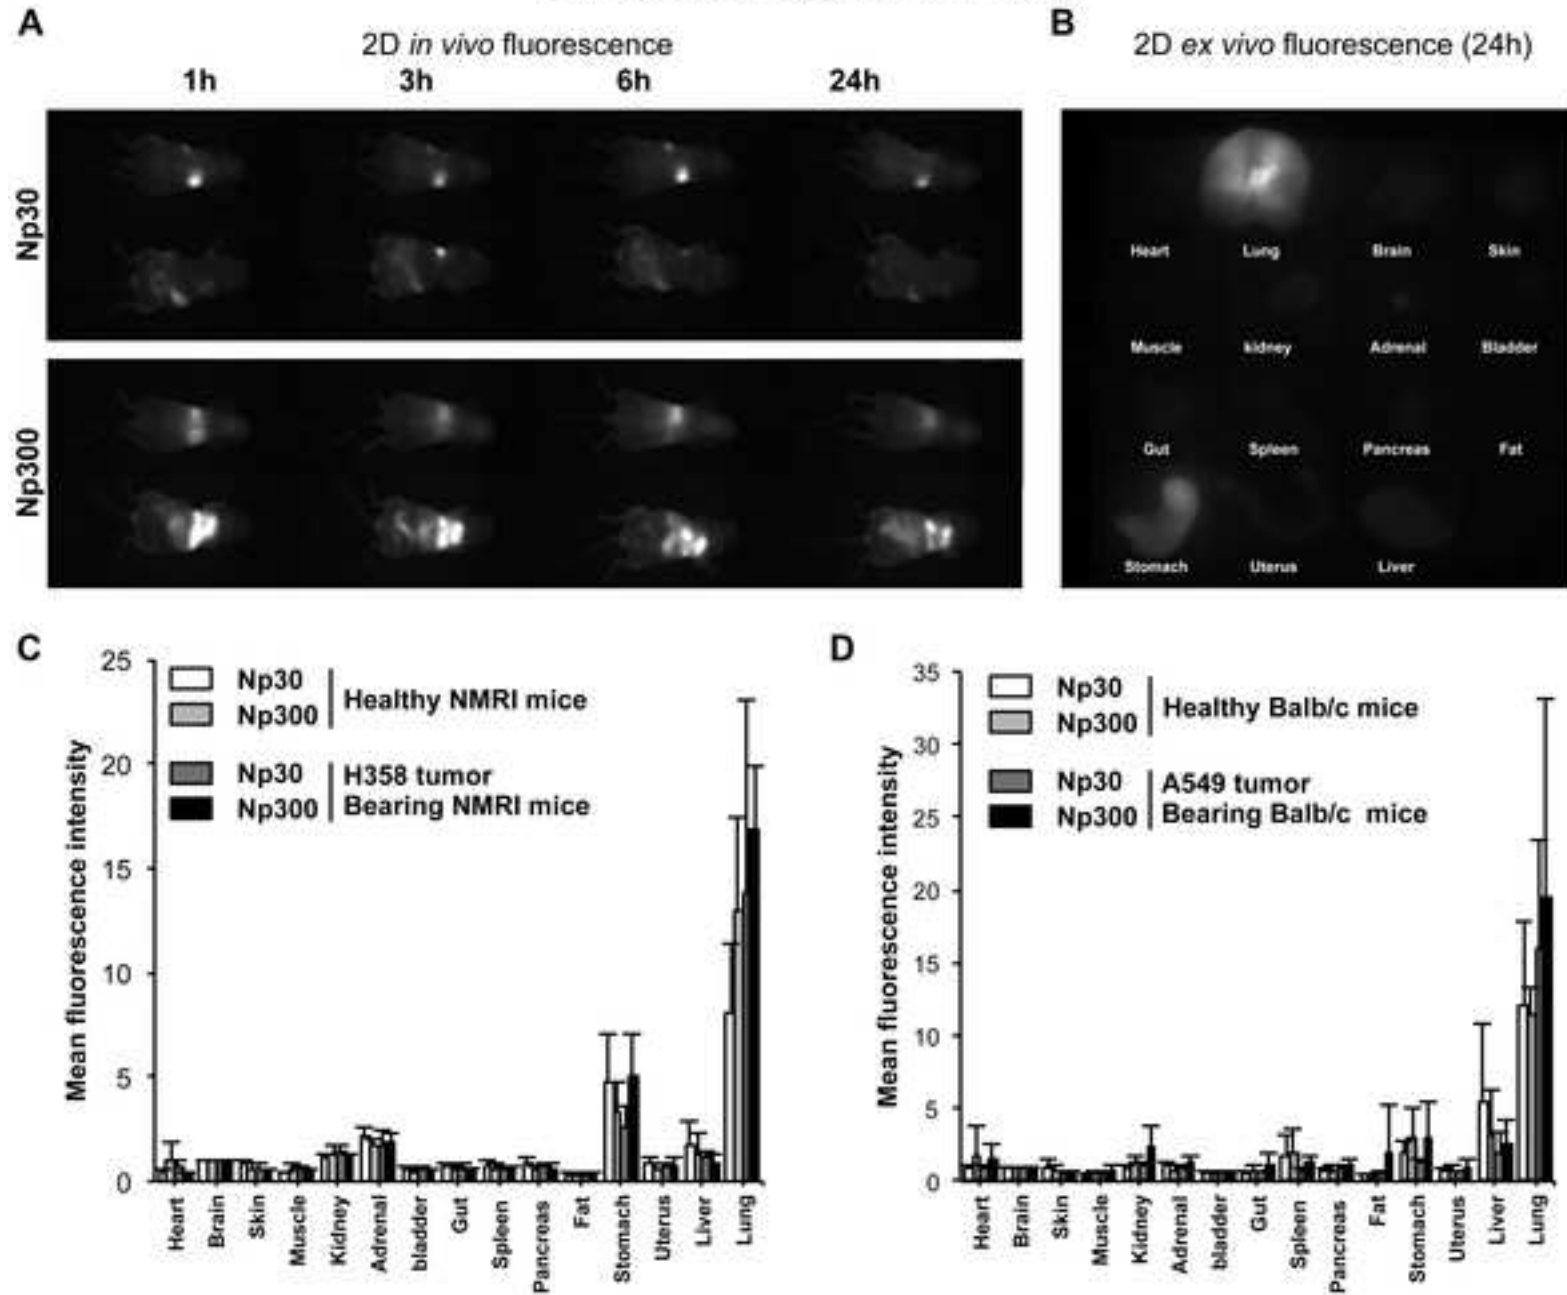 A
2D in vivo fluorescence
1h 3h 6h 24h
Np30
Np300
B
2D ex vivo fluorescence (24h)
Heart Lung Brain Skin
Muscle kidney Adrenal Bladder
Gut Spleen Pancreas Fat
Stomach Uterus Liver
C
Mean fluorescence intensity
25
20
15
10
5
0
Np30
Np300
Healthy NMRI mice
Np30
Np300
H358 tumor
Bearing NMRI mice
Heart Brain Skin Muscle Kidney Adrenal bladder Gut Spleen Pancreas Fat Stomach Uterus Liver Lung
D
Mean fluorescence intensity
35
30
25
20
15
10
5
0
Np30
Np300
Healthy Balb/c mice
Np30
Np300
A549 tumor
Bearing Balb/c mice
Heart Brain Skin Muscle Kidney Adrenal bladder Gut Spleen Pancreas Fat Stomach Uterus Liver Lung